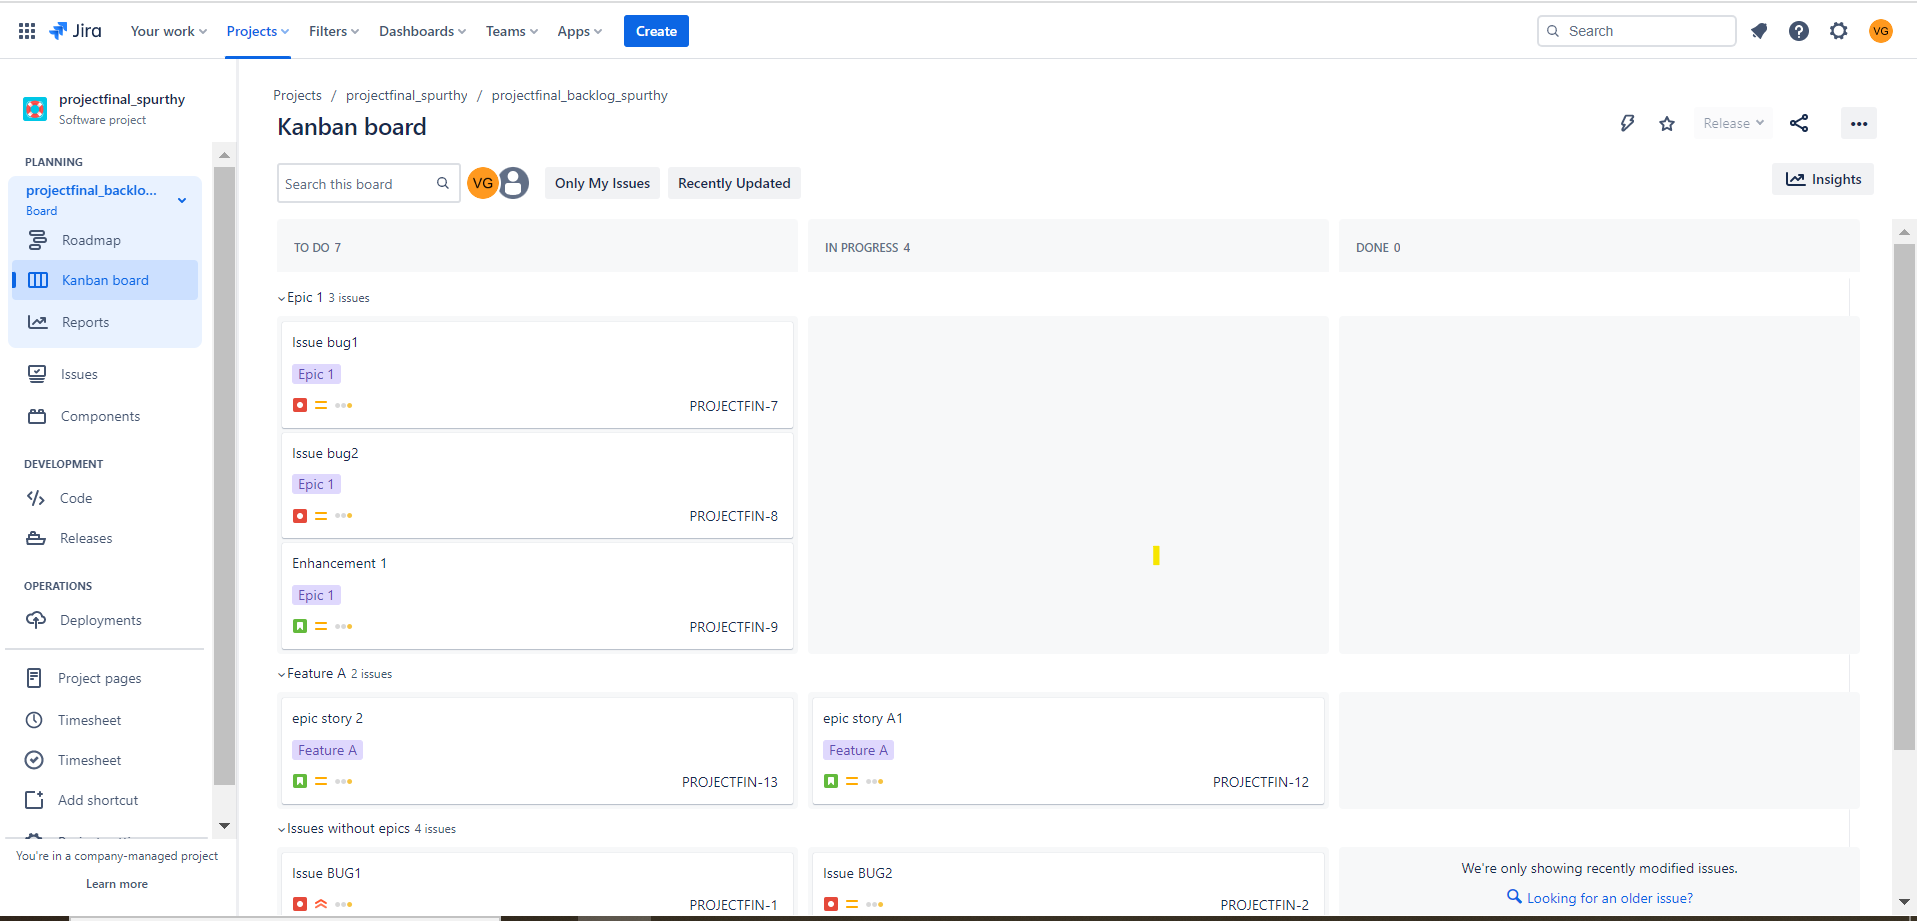 Jira
Your work
Projects
Filters
Dashboards
Teams
Apps
Create
Search
VG
projectfinal_spurthy
Software project
PLANNING
projectfinal_backlo...
Board
Roadmap
Kanban board
Reports
Issues
Components
DEVELOPMENT
Code
Releases
OPERATIONS
Deployments
Project pages
Timesheet
Timesheet
Add shortcut
You're in a company-managed project
Learn more
Projects / projectfinal_spurthy / projectfinal_backlog_spurthy
Kanban board
Release
Search this board
VG
Only My Issues
Recently Updated
Insights
TO DO 7
IN PROGRESS 4
DONE 0
Epic 1 3 issues
Issue bug1
Epic 1
PROJECTFIN-7
Issue bug2
Epic 1
PROJECTFIN-8
Enhancement 1
Epic 1
PROJECTFIN-9
Feature A 2 issues
epic story 2
Feature A
PROJECTFIN-13
epic story A1
Feature A
PROJECTFIN-12
Issues without epics 4 issues
Issue BUG1
PROJECTFIN-1
Issue BUG2
PROJECTFIN-2
We're only showing recently modified issues.
Looking for an older issue?